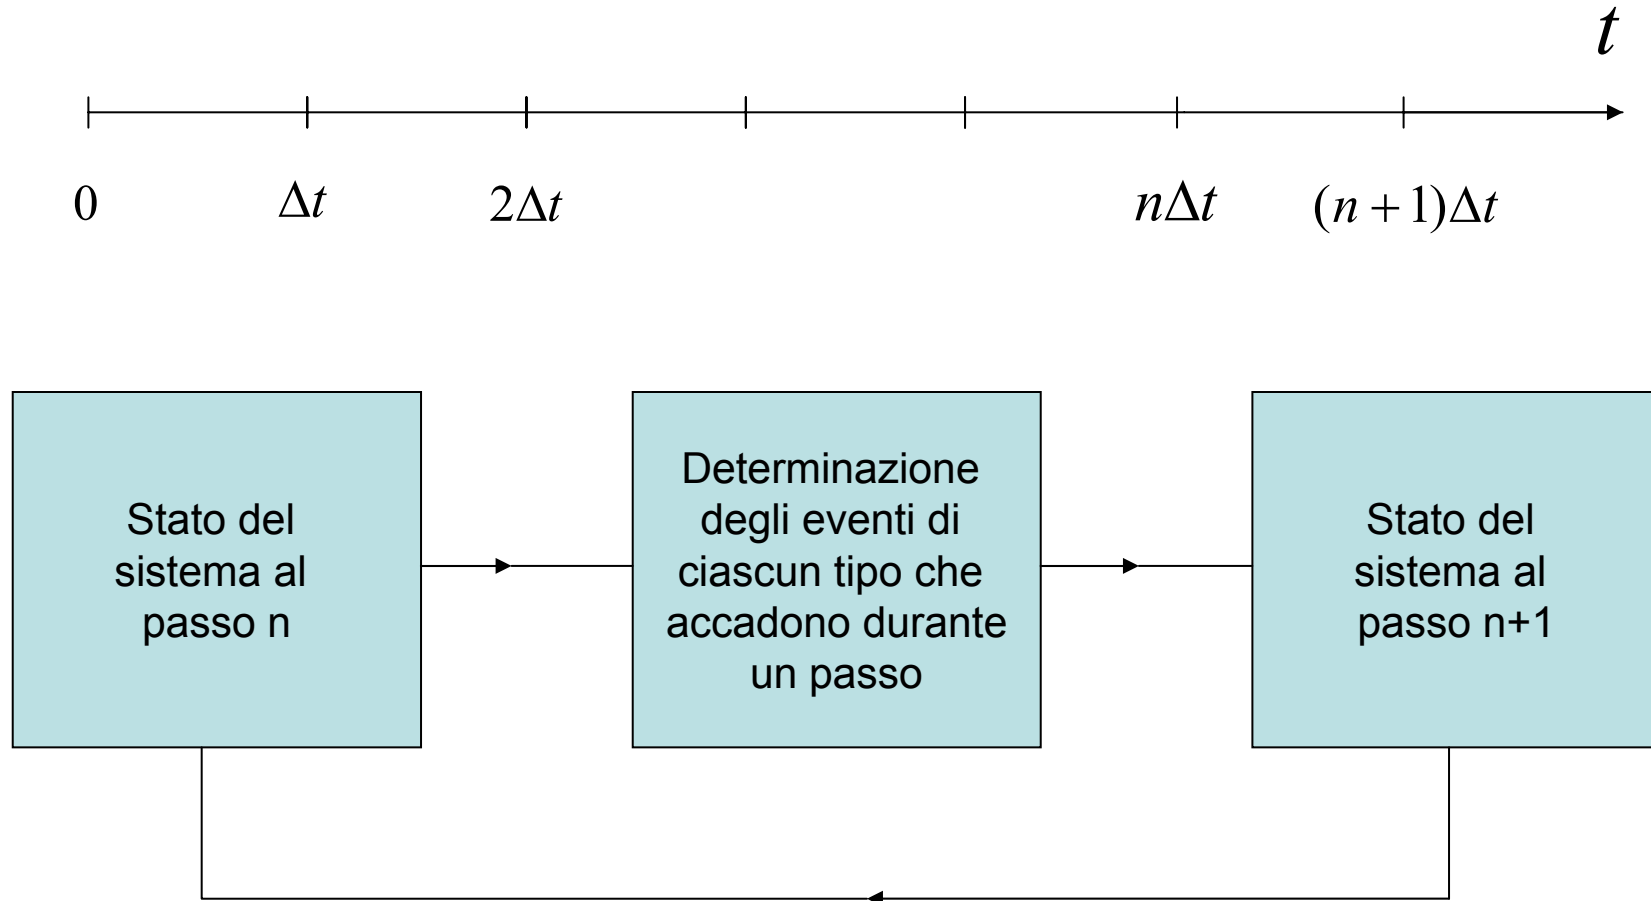 t
0 Δt 2Δt nΔt (n + 1)Δt
Stato del
sistema al
passo n
Determinazione
degli eventi di
ciascun tipo che
accadono durante
un passo
Stato del
sistema al
passo n+1